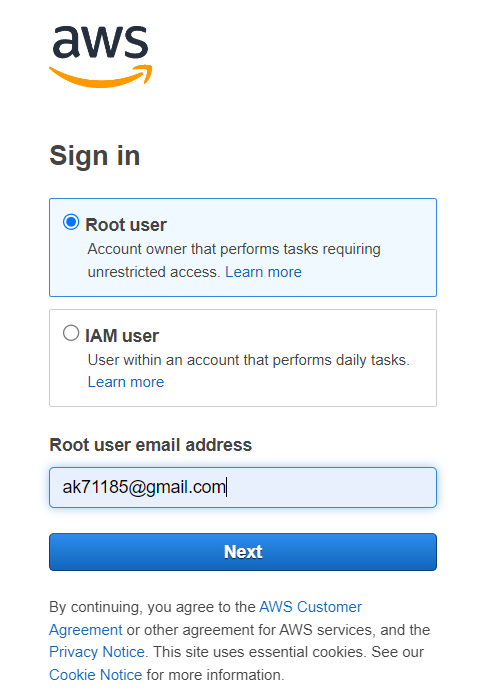 aws
Sign in
Root user
Account owner that performs tasks requiring
unrestricted access. Learn more
IAM user
User within an account that performs daily tasks.
Learn more
Root user email address
ak71185@gmail.com
Next
By continuing, you agree to the AWS Customer
Agreement or other agreement for AWS services, and the
Privacy Notice. This site uses essential cookies. See our
Cookie Notice for more information.